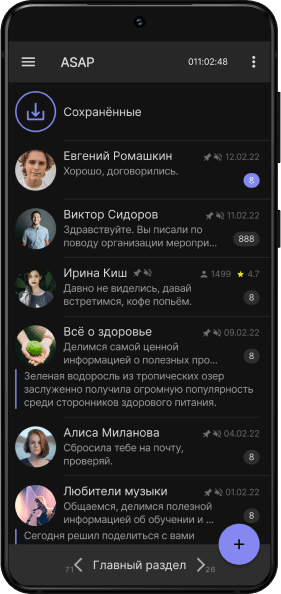 ASAP 011:02:48
Сохранённые
Евгений Ромашкин 12.02.22
Хорошо, договорились.
8
Виктор Сидоров 11.02.22
Здравствуйте. Вы писали по
поводу организации меропри... 888
Ирина Киш 1499 4.7
Давно не виделись, давай
встретимся, кофе попьём. 8
Всё о здоровье 09.02.22
Делимся самой ценной
информацией о полезных про... 8
Зеленая водоросль из тропических озер
заслуженно получила огромную популярность
среди сторонников здорового питания.
Алиса Миланова 04.02.22
Сбросила тебе на почту,
проверяй. 8
Любители музыки 01.02.22
Общаемся, делимся полезной
информацией об обучении и ... 8
Сегодня решил поделиться с вами
71 Главный раздел 26